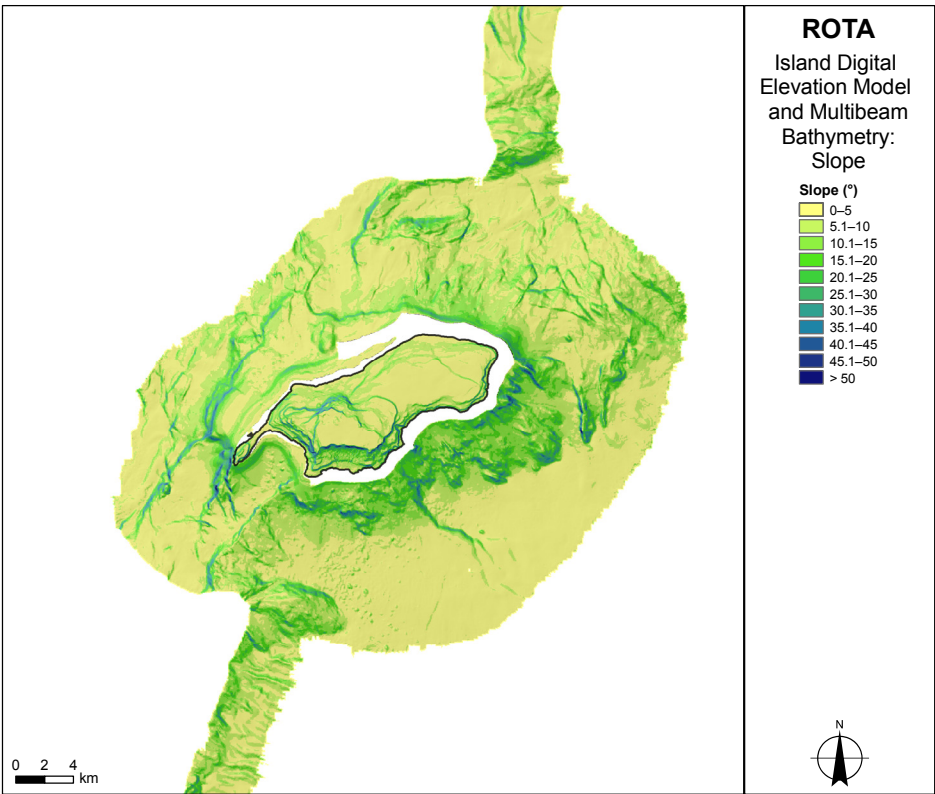 ROTA
Island Digital
Elevation Model
and Multibeam
Bathymetry:
Slope
Slope (°)
0–5
5.1–10
10.1–15
15.1–20
20.1–25
25.1–30
30.1–35
35.1–40
40.1–45
45.1–50
> 50
N
0 2 4
km